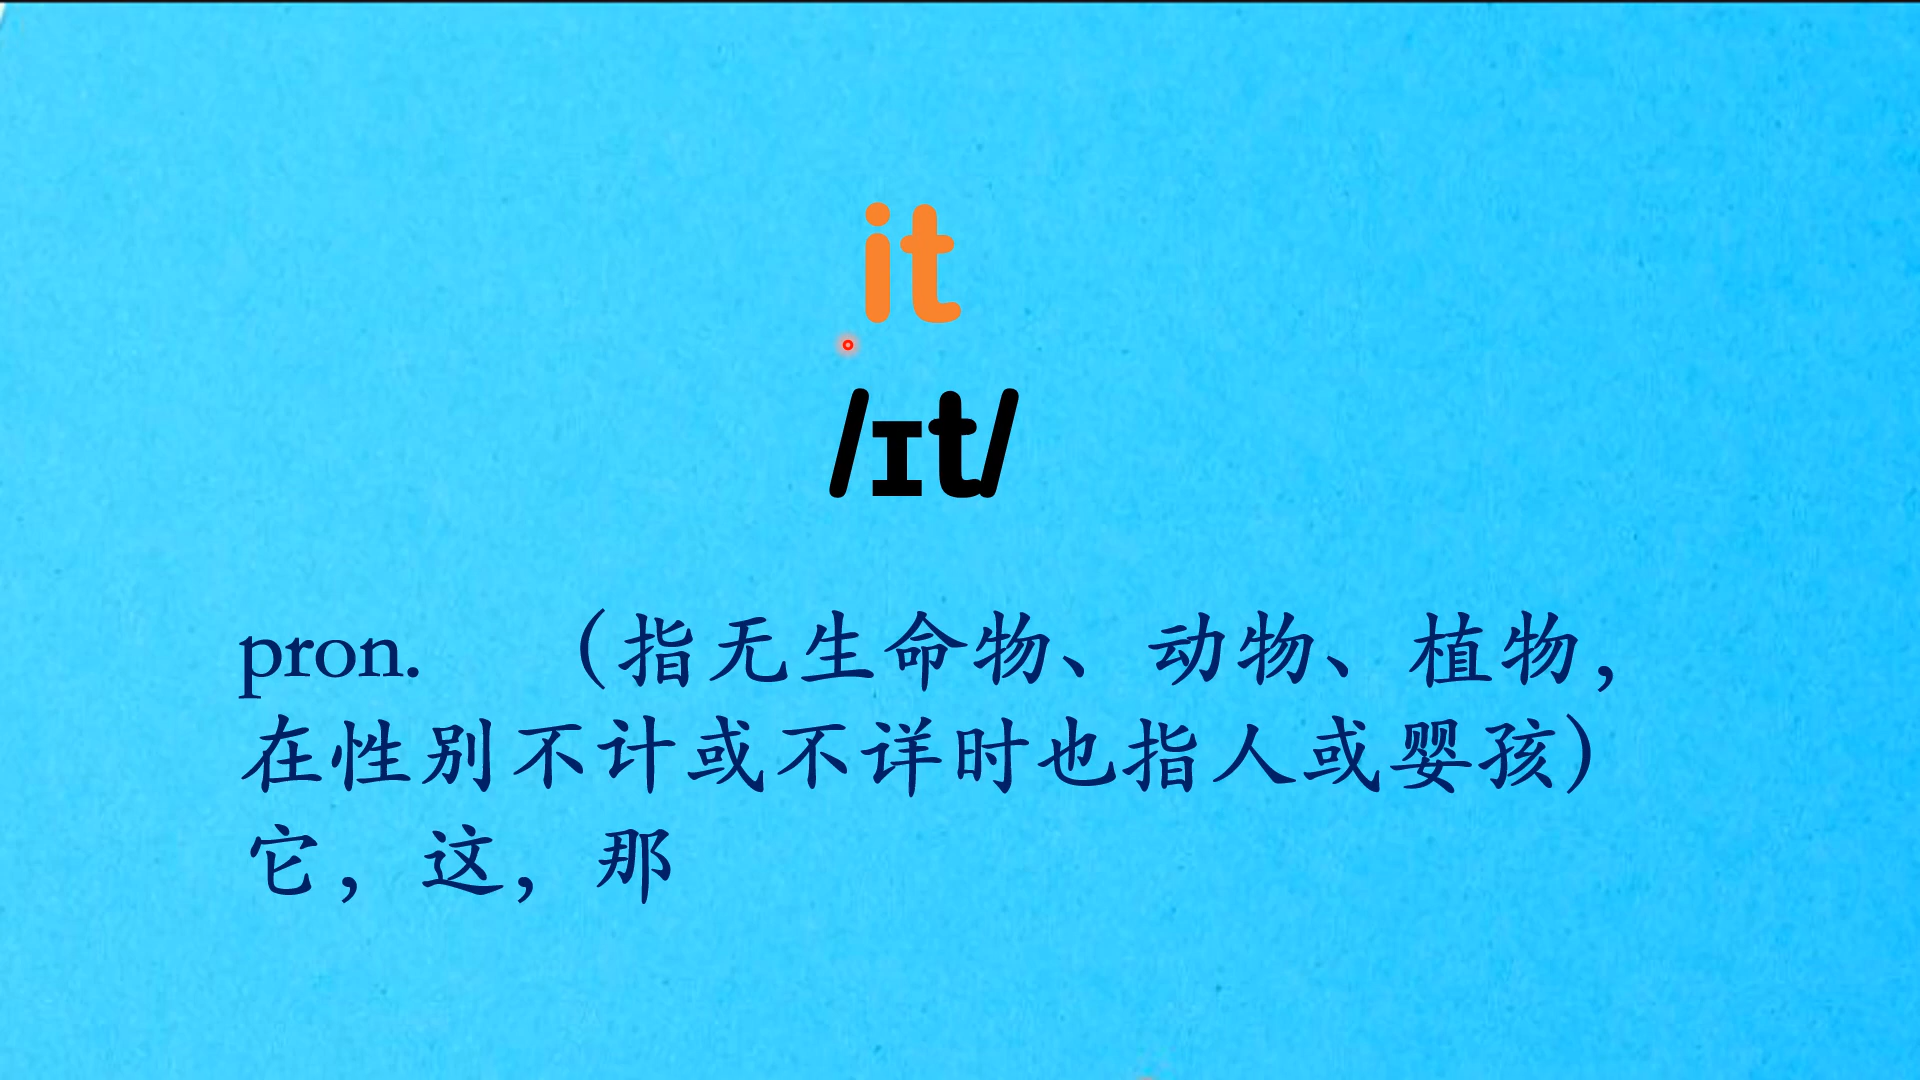 it
/ɪt/
pron. （指无生命物、动物、植物，
在性别不计或不详时也指人或婴孩）
它，这，那